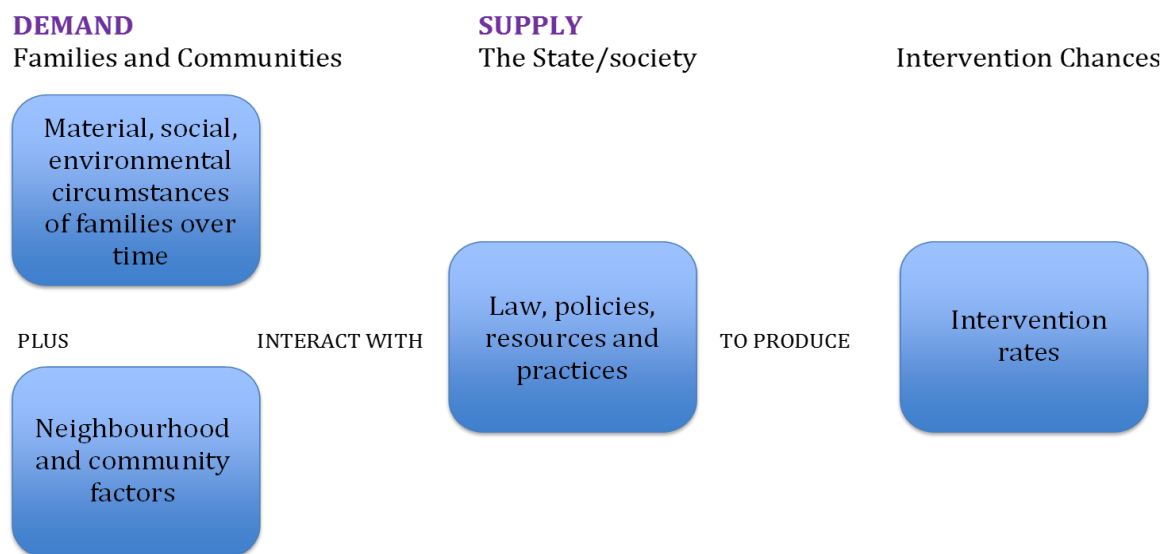 DEMAND
Families and Communities
SUPPLY
The State/society
Intervention Chances
Material, social,
environmental
circumstances
of families over
time
PLUS
Neighbourhood
and community
factors
INTERACT WITH
Law, policies,
resources and
practices
TO PRODUCE
Intervention
rates